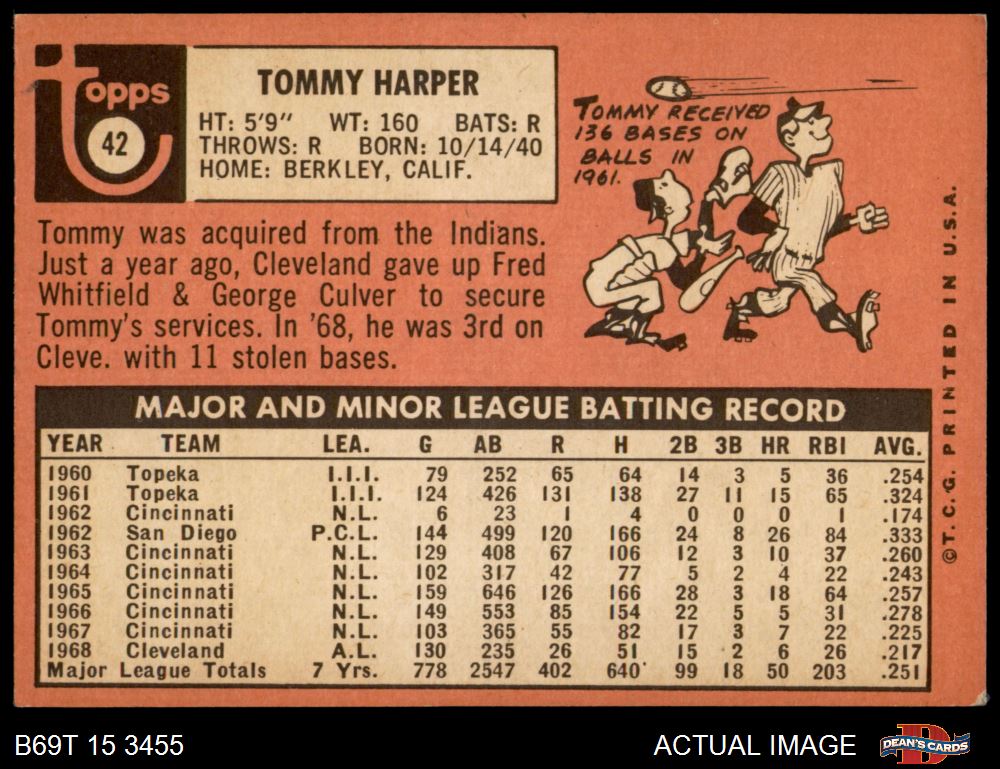 topps
42
TOMMY HARPER
HT: 5'9" WT: 160 BATS: R
THROWS: R BORN: 10/14/40
HOME: BERKLEY, CALIF.
TOMMY RECEIVED
136 BASES ON
BALLS IN
1961.
Tommy was acquired from the Indians.
Just a year ago, Cleveland gave up Fred
Whitfield & George Culver to secure
Tommy's services. In '68, he was 3rd on
Cleve. with 11 stolen bases.
MAJOR AND MINOR LEAGUE BATTING RECORD
YEAR TEAM LEA. G AB R H 2B 3B HR RBI AVG.
1960 Topeka I.I.I. 79 252 65 64 14 3 5 36 .254
1961 Topeka I.I.I. 124 426 131 138 27 11 15 65 .324
1962 Cincinnati N.L. 6 23 1 4 0 0 0 1 .174
1962 San Diego P.C.L. 144 499 120 166 24 8 26 84 .333
1963 Cincinnati N.L. 129 408 67 106 12 3 10 37 .260
1964 Cincinnati N.L. 102 317 42 77 5 2 4 22 .243
1965 Cincinnati N.L. 159 646 126 166 28 3 18 64 .257
1966 Cincinnati N.L. 149 553 85 154 22 5 5 31 .278
1967 Cincinnati N.L. 103 365 55 82 17 3 7 22 .225
1968 Cleveland A.L. 130 235 26 51 15 2 6 26 .217
Major League Totals 7 Yrs. 778 2547 402 640 99 18 50 203 .251
©T.C.G. PRINTED IN U.S.A.
B69T 15 3455
ACTUAL IMAGE
DEAN'S CARDS